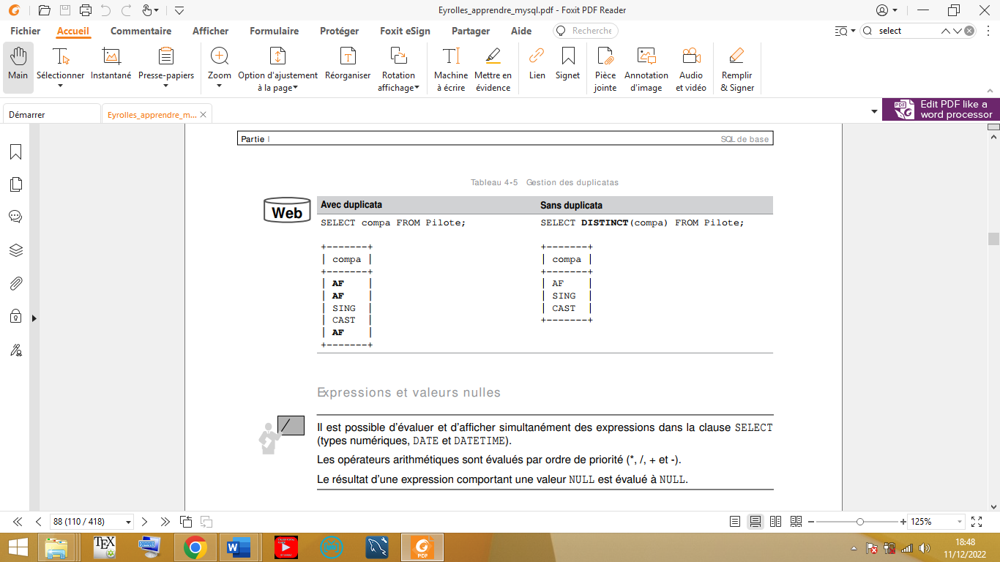 Eyrolles_apprendre_mysql.pdf - Foxit PDF Reader
Fichier Accueil Commentaire Afficher Formulaire Protéger Foxit eSign Partager Aide Recherche select
Main Sélectionner Instantané Presse-papiers Zoom Option d'ajustement à la page Réorganiser Rotation affichage Machine à écrire Mettre en évidence Lien Signet Pièce jointe Annotation d'image Audio et vidéo Remplir & Signer
Démarrer Eyrolles_apprendre_m... PDF Edit PDF like a
word processor
Partie I SQL de base
Tableau 4-5 Gestion des duplicatas
Web
Avec duplicata Sans duplicata
SELECT compa FROM Pilote; SELECT DISTINCT(compa) FROM Pilote;
+-------+ +-------+
| compa | | compa |
+-------+ +-------+
| AF | | AF |
| AF | | SING |
| SING | | CAST |
| CAST | +-------+
| AF |
+-------+
Expressions et valeurs nulles
Il est possible d'évaluer et d'afficher simultanément des expressions dans la clause SELECT
(types numériques, DATE et DATETIME).
Les opérateurs arithmétiques sont évalués par ordre de priorité (*, /, + et -).
Le résultat d'une expression comportant une valeur NULL est évalué à NULL.
88 (110 / 418) 125%
TEX W PDF 18:48
11/12/2022